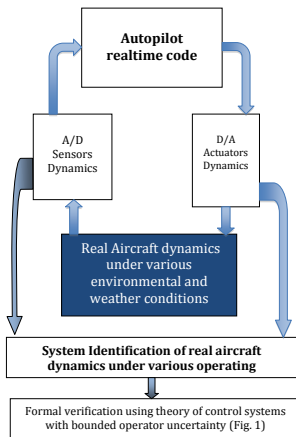 Autopilot
realtime code
A/D
Sensors
Dynamics
D/A
Actuators
Dynamics
Real Aircraft dynamics
under various
environmental and
weather conditions
System Identification of real aircraft
dynamics under various operating
Formal verification using theory of control systems
with bounded operator uncertainty (Fig. 1)